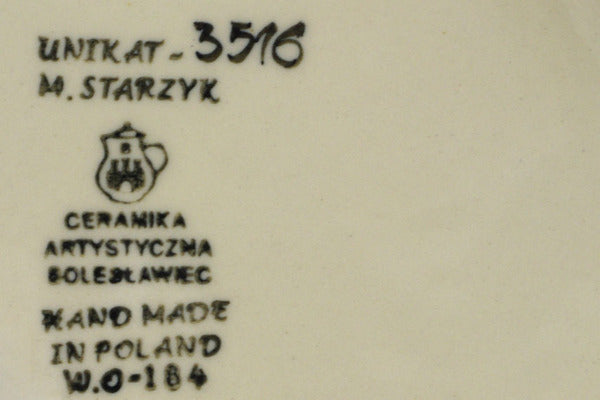 UNIKAT - 3516
M. STARZYK
B
CERAMIKA
ARTYSTYCZNA
BOLESŁAWIEC
HAND MADE
IN POLAND
W.O-184